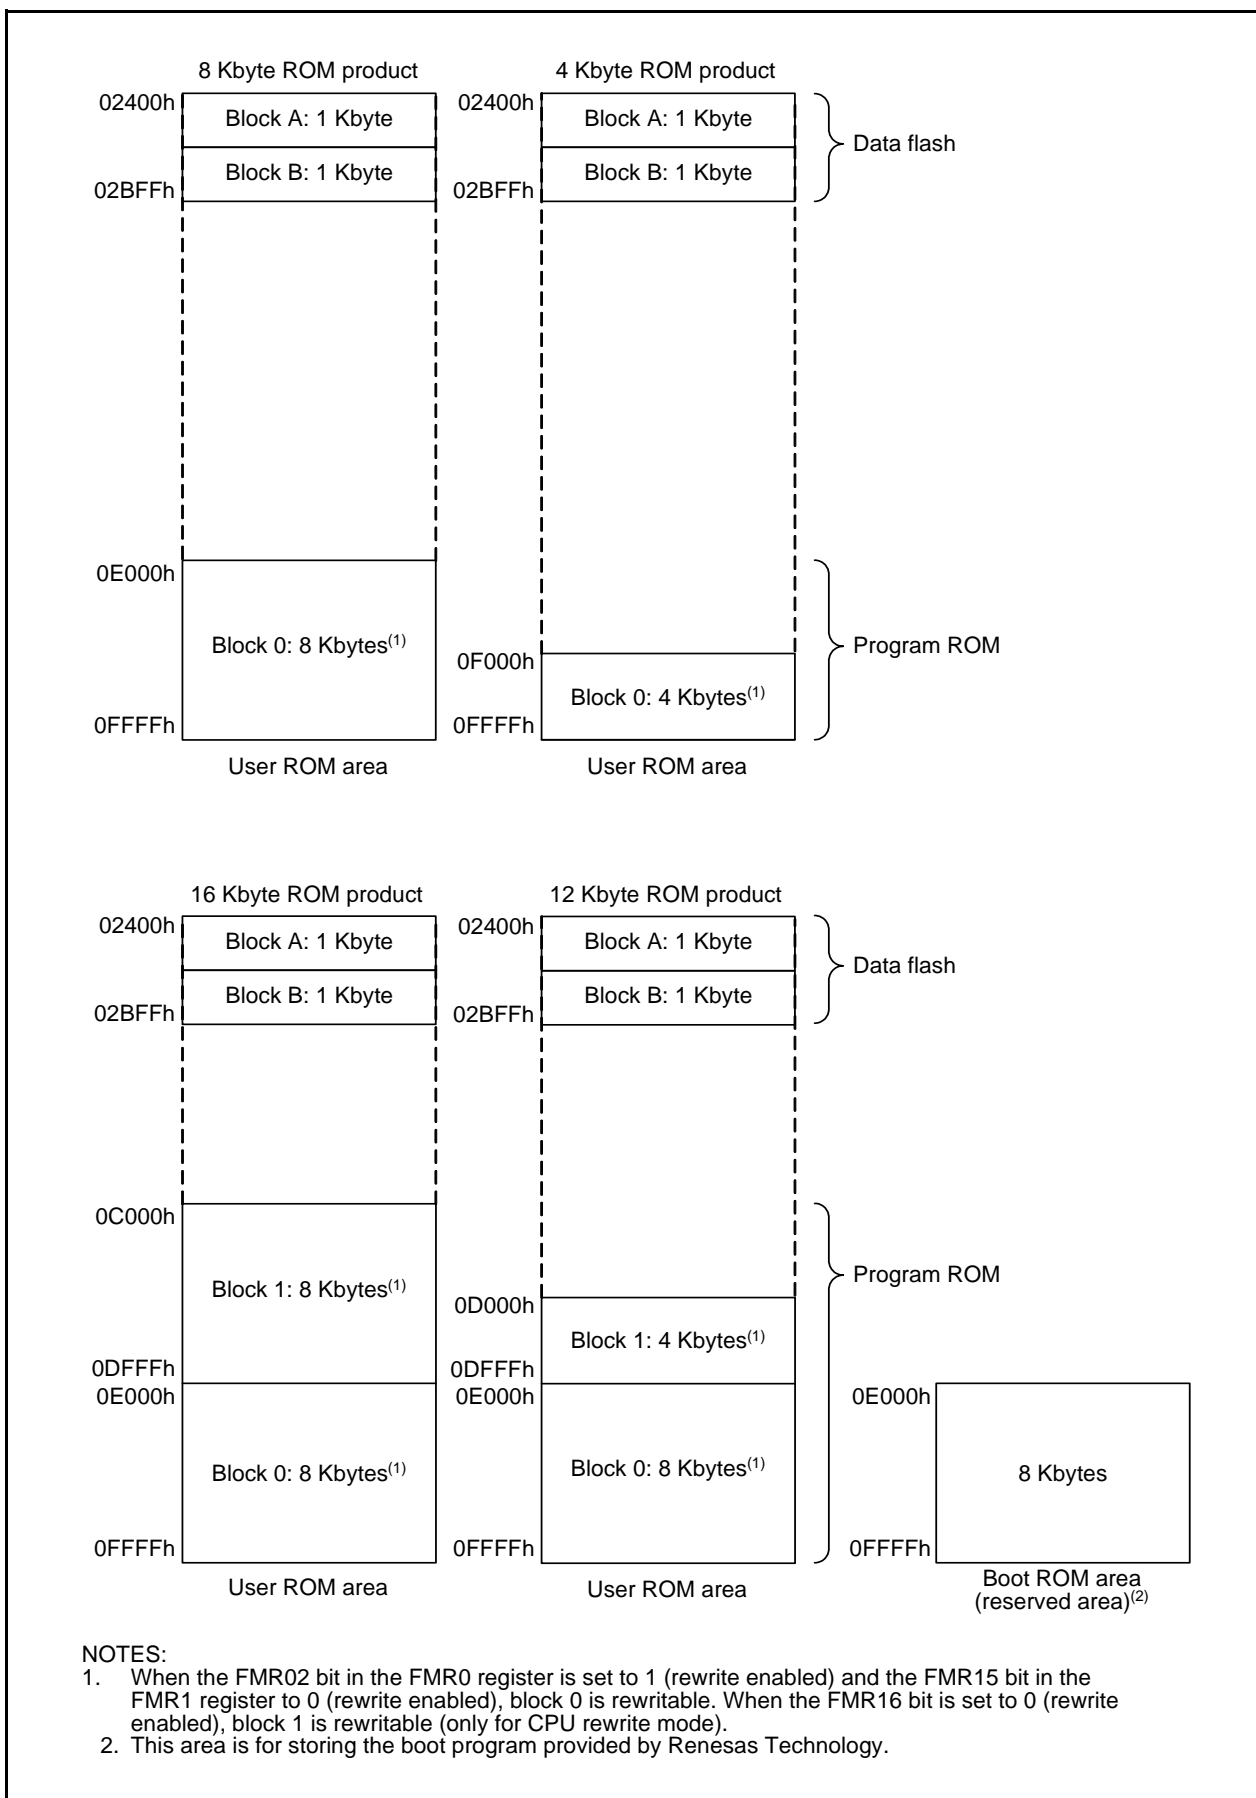 8 Kbyte ROM product
4 Kbyte ROM product
02400h
Block A: 1 Kbyte
02400h
Block A: 1 Kbyte
Data flash
Block B: 1 Kbyte
02BFFh
Block B: 1 Kbyte
02BFFh
0E000h
Block 0: 8 Kbytes(1)
Program ROM
0F000h
Block 0: 4 Kbytes(1)
0FFFFh
0FFFFh
User ROM area
User ROM area
16 Kbyte ROM product
12 Kbyte ROM product
02400h
Block A: 1 Kbyte
02400h
Block A: 1 Kbyte
Data flash
Block B: 1 Kbyte
02BFFh
Block B: 1 Kbyte
02BFFh
0C000h
Block 1: 8 Kbytes(1)
Program ROM
0D000h
Block 1: 4 Kbytes(1)
0DFFFh
0DFFFh
0E000h
0E000h
0E000h
Block 0: 8 Kbytes(1)
Block 0: 8 Kbytes(1)
8 Kbytes
0FFFFh
0FFFFh
0FFFFh
User ROM area
User ROM area
Boot ROM area
(reserved area)(2)
NOTES:
1. When the FMR02 bit in the FMR0 register is set to 1 (rewrite enabled) and the FMR15 bit in the
FMR1 register to 0 (rewrite enabled), block 0 is rewritable. When the FMR16 bit is set to 0 (rewrite
enabled), block 1 is rewritable (only for CPU rewrite mode).
2. This area is for storing the boot program provided by Renesas Technology.